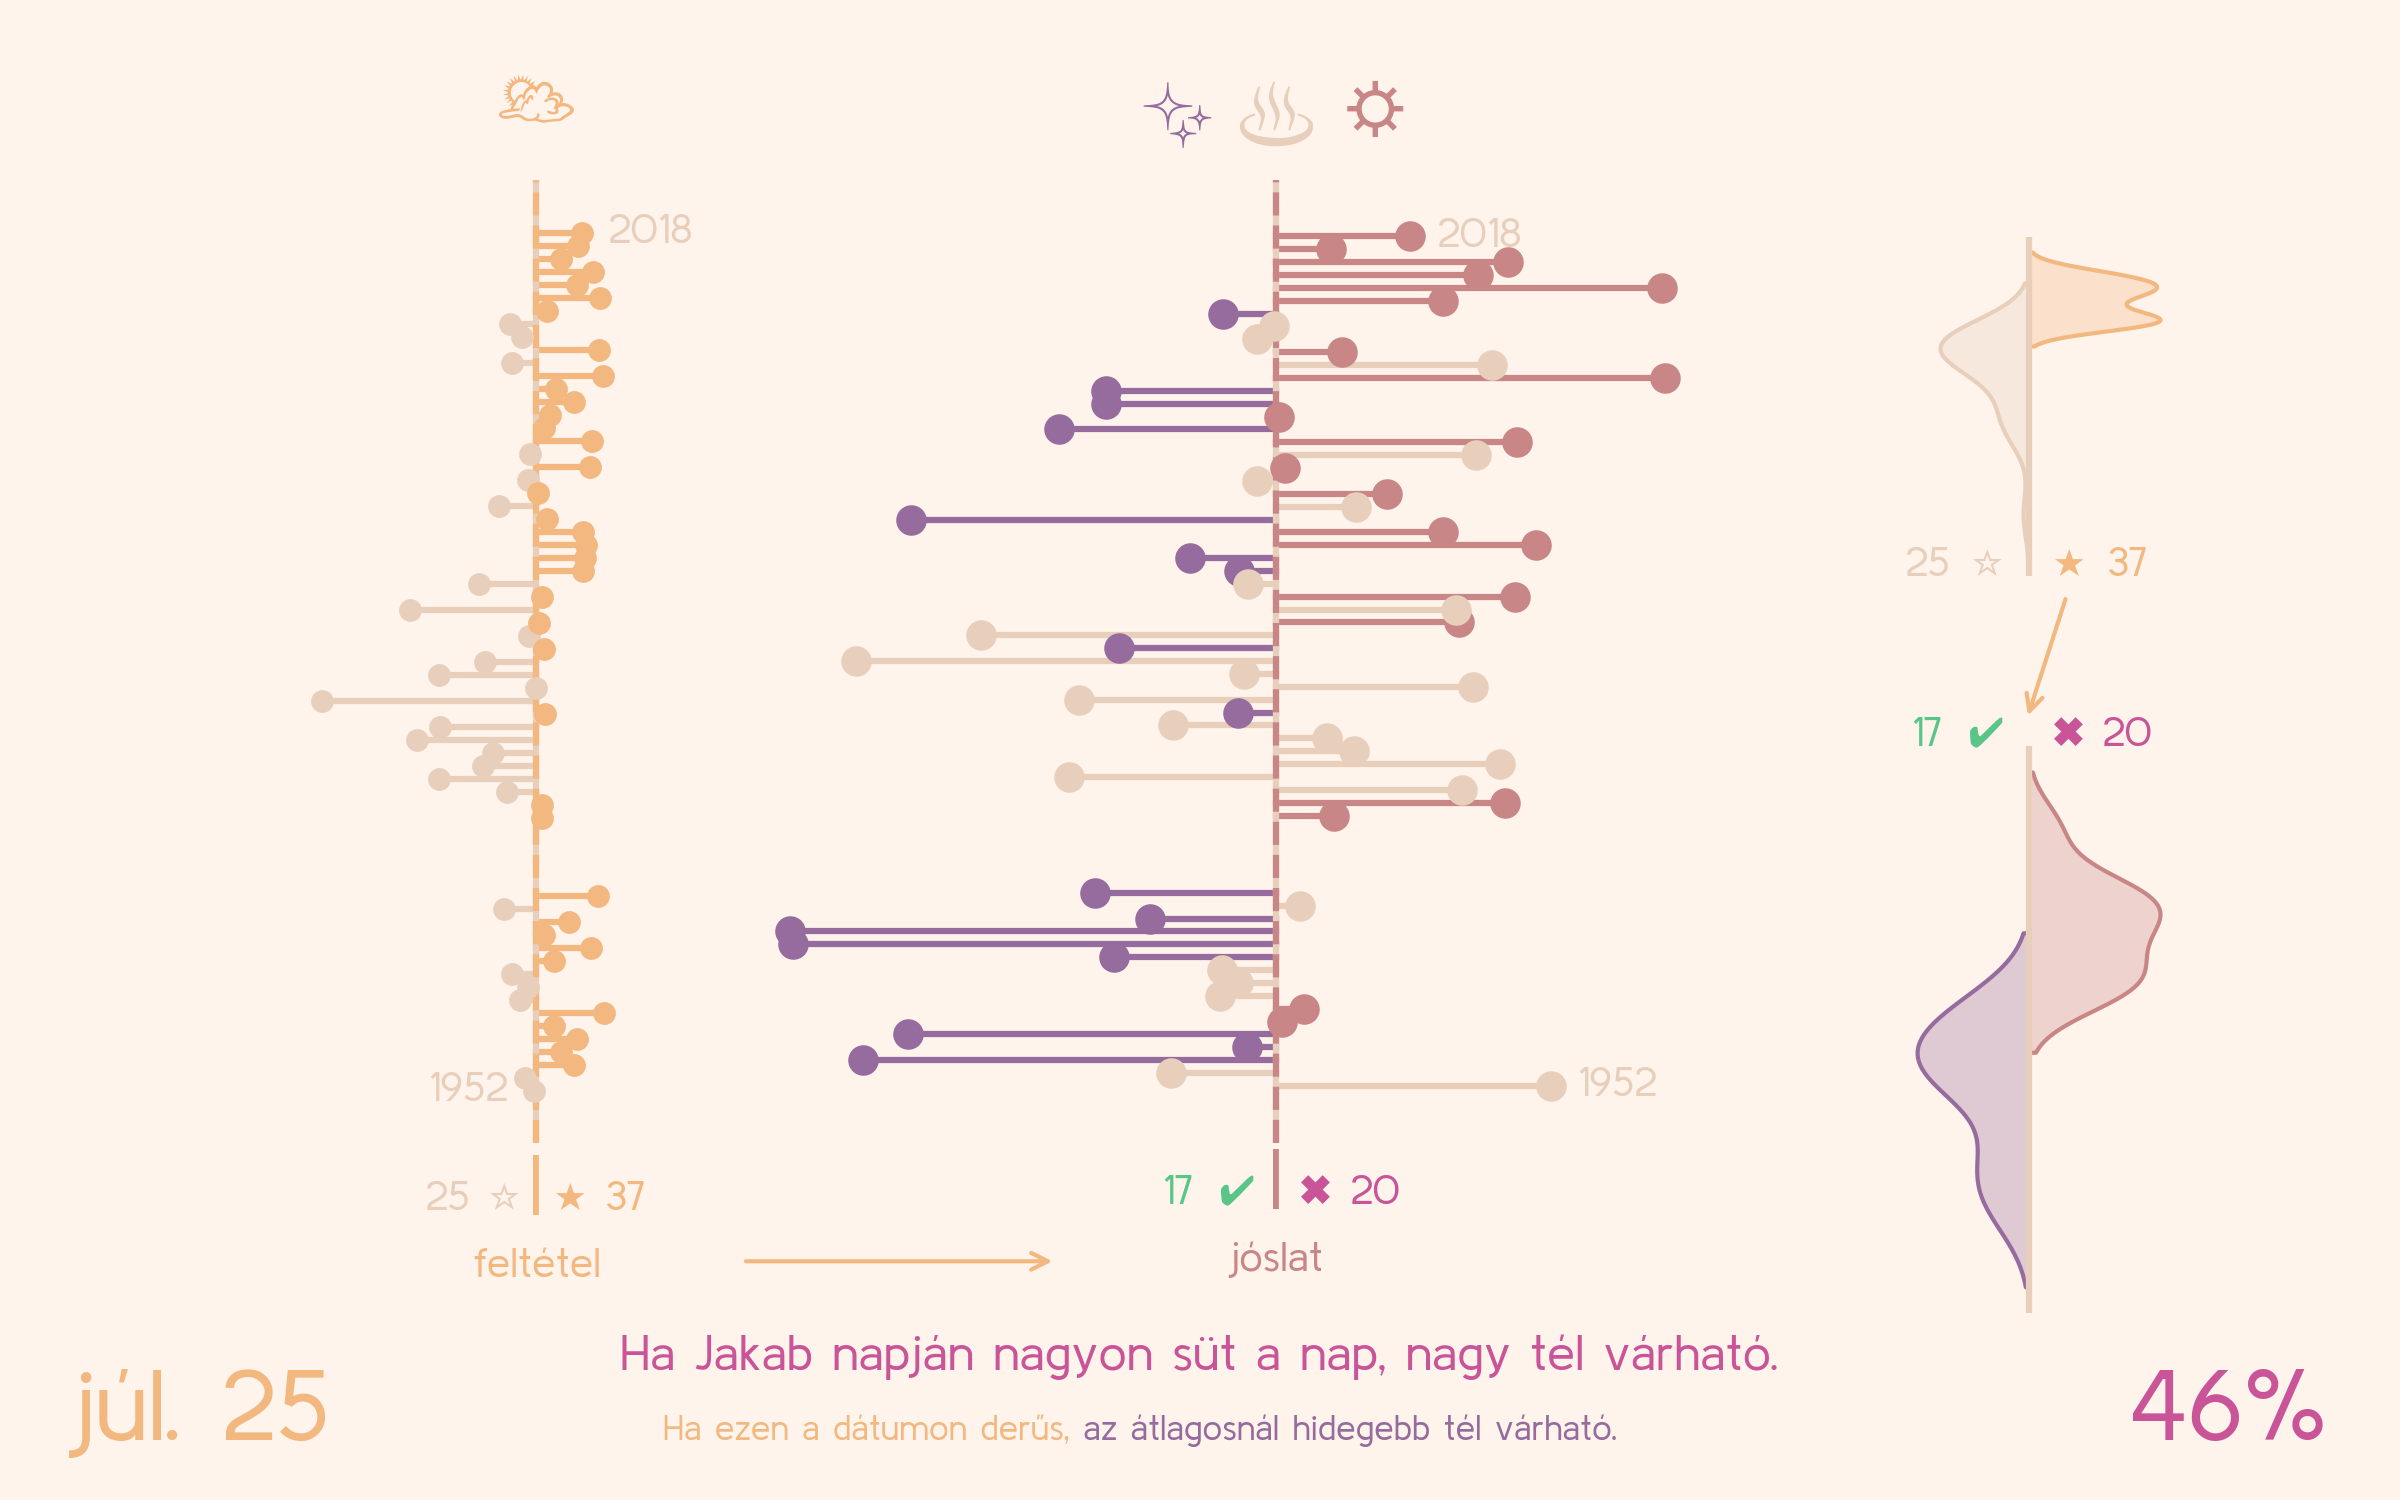 2018
2018
25 ☆ ★ 37
17 ✔ ✖ 20
1952
1952
25 ☆ ★ 37
17 ✔ ✖ 20
feltétel
jóslat
Ha Jakab napján nagyon süt a nap, nagy tél várható.
júl. 25
46%
Ha ezen a dátumon derűs, az átlagosnál hidegebb tél várható.